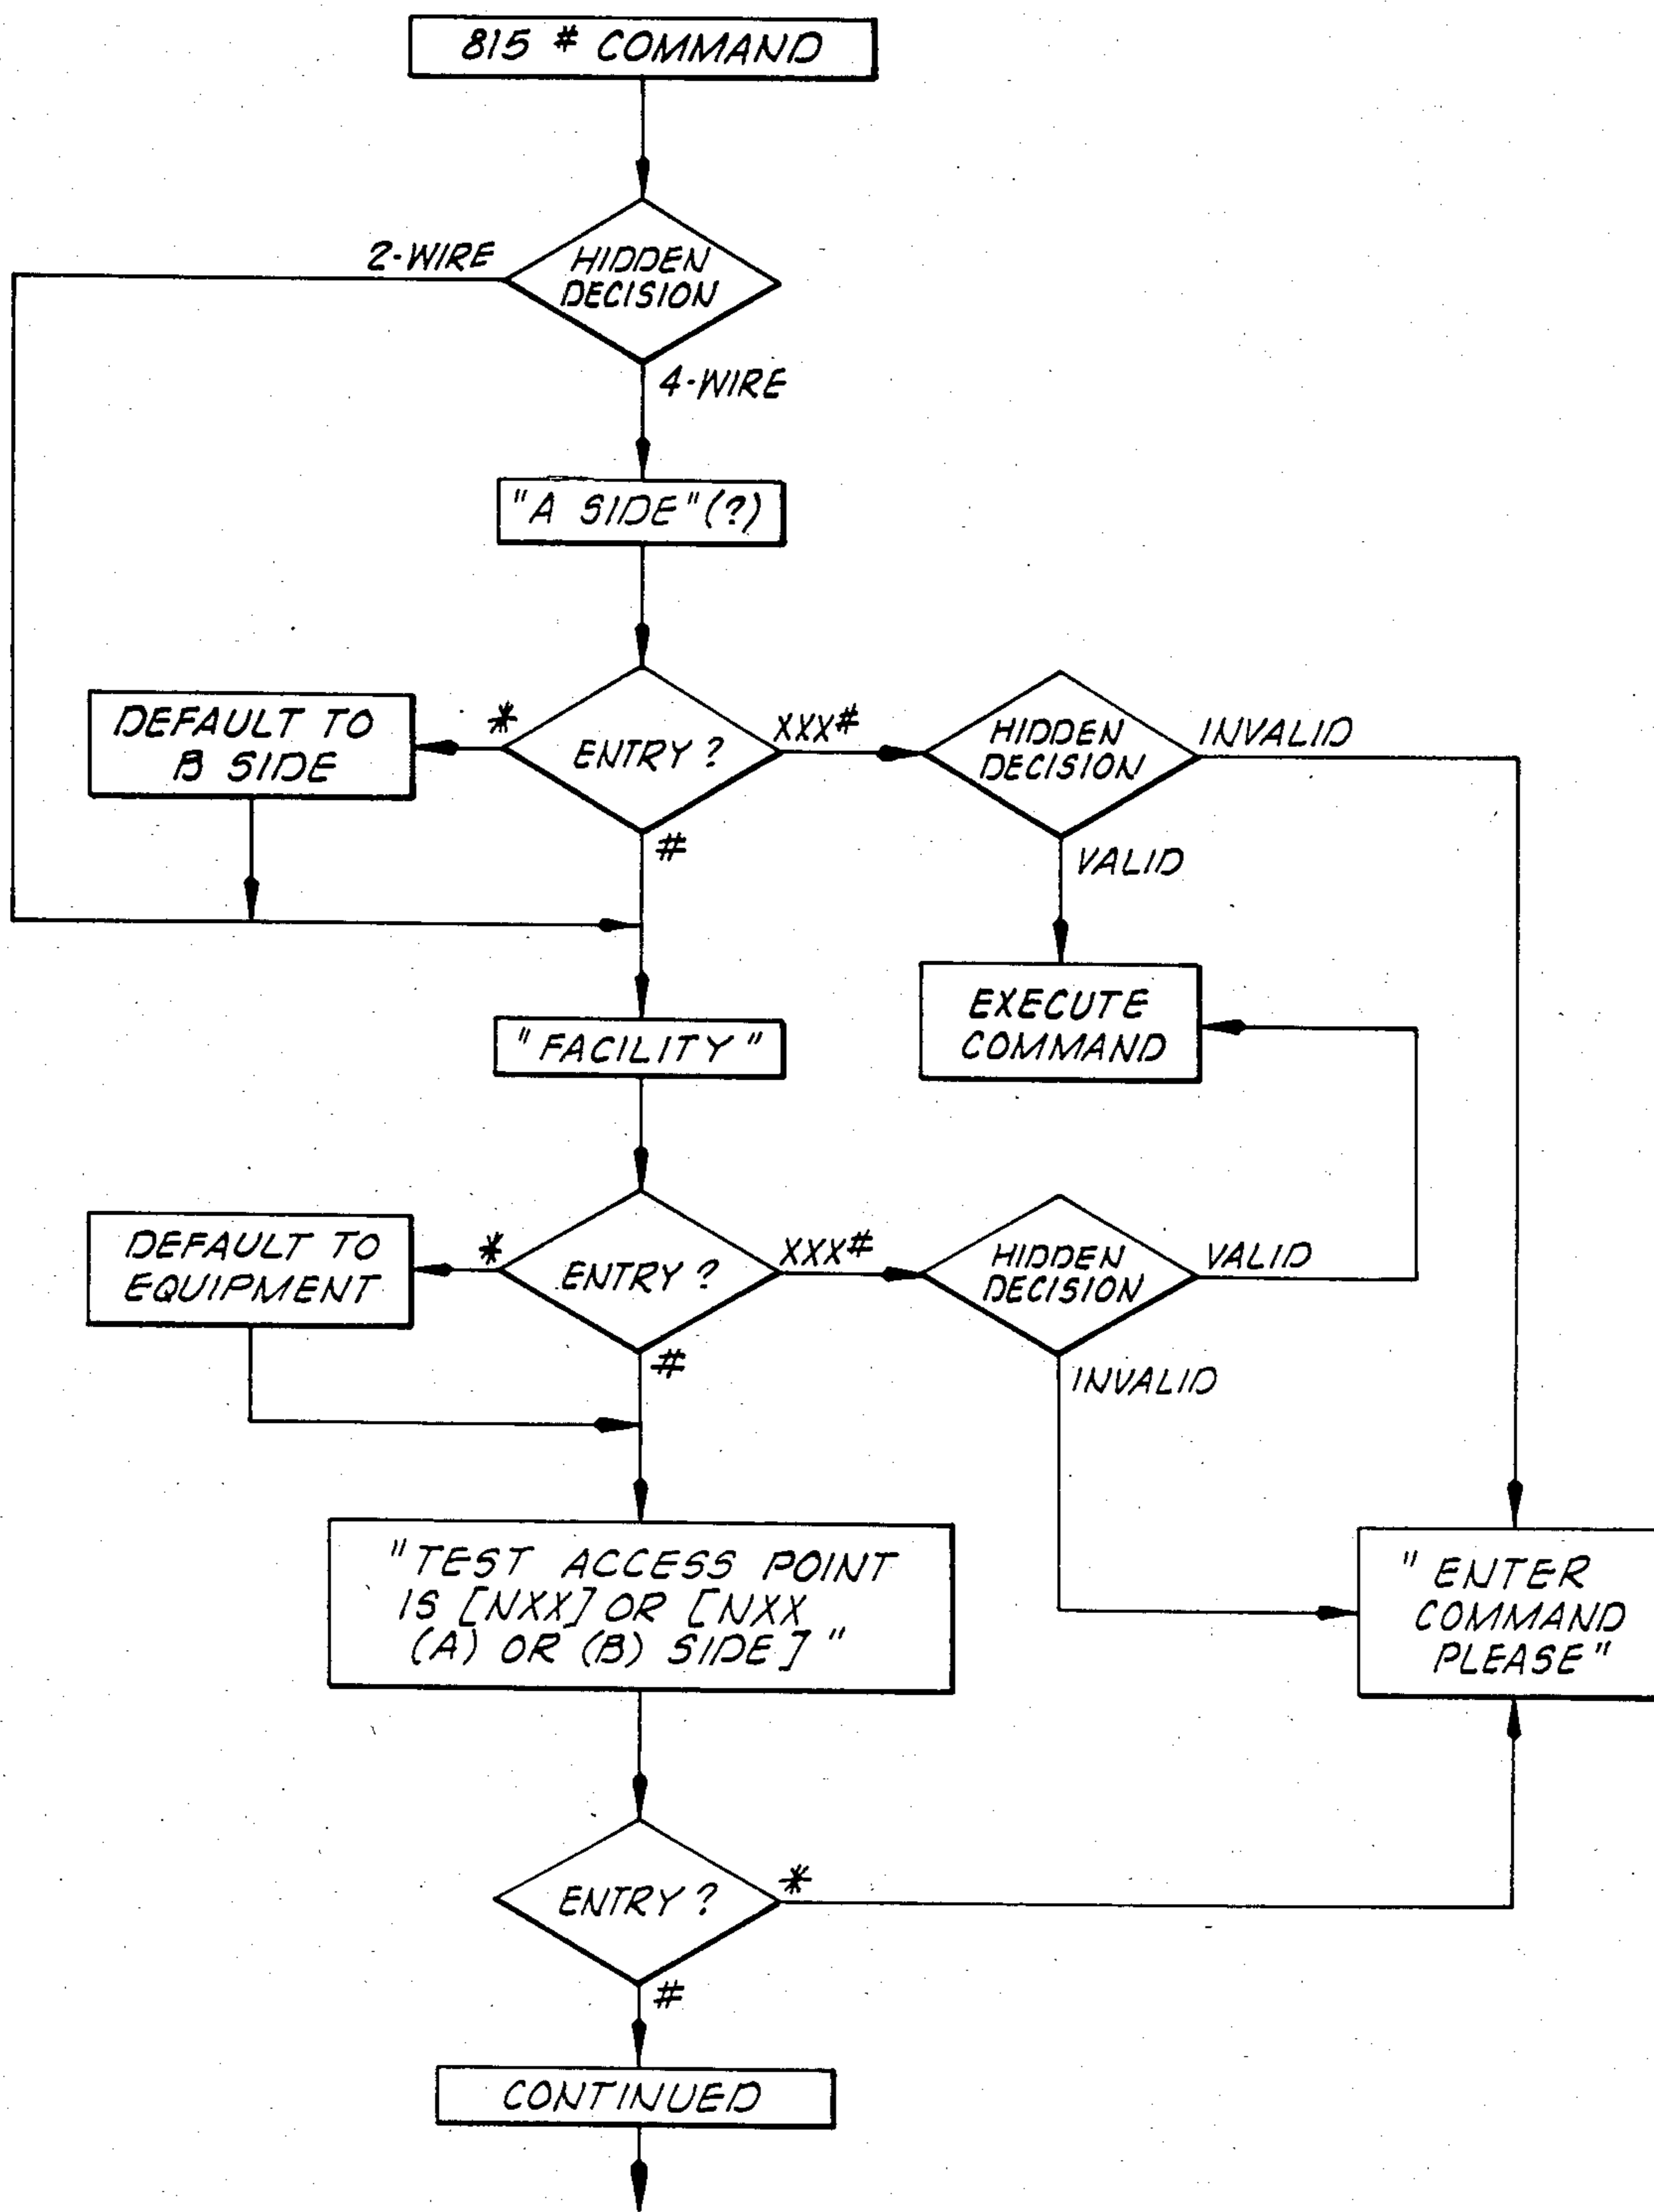 815 # COMMAND
2-WIRE
HIDDEN
DECISION
4-WIRE
"A SIDE"(?)
DEFAULT TO
B SIDE
*
ENTRY ?
XXX#
HIDDEN
DECISION
INVALID
#
VALID
"FACILITY"
EXECUTE
COMMAND
DEFAULT TO
EQUIPMENT
*
ENTRY ?
XXX#
HIDDEN
DECISION
VALID
#
INVALID
"TEST ACCESS POINT
IS [NXX] OR [NXX
(A) OR (B) SIDE]"
"ENTER
COMMAND
PLEASE"
ENTRY ?
*
#
CONTINUED